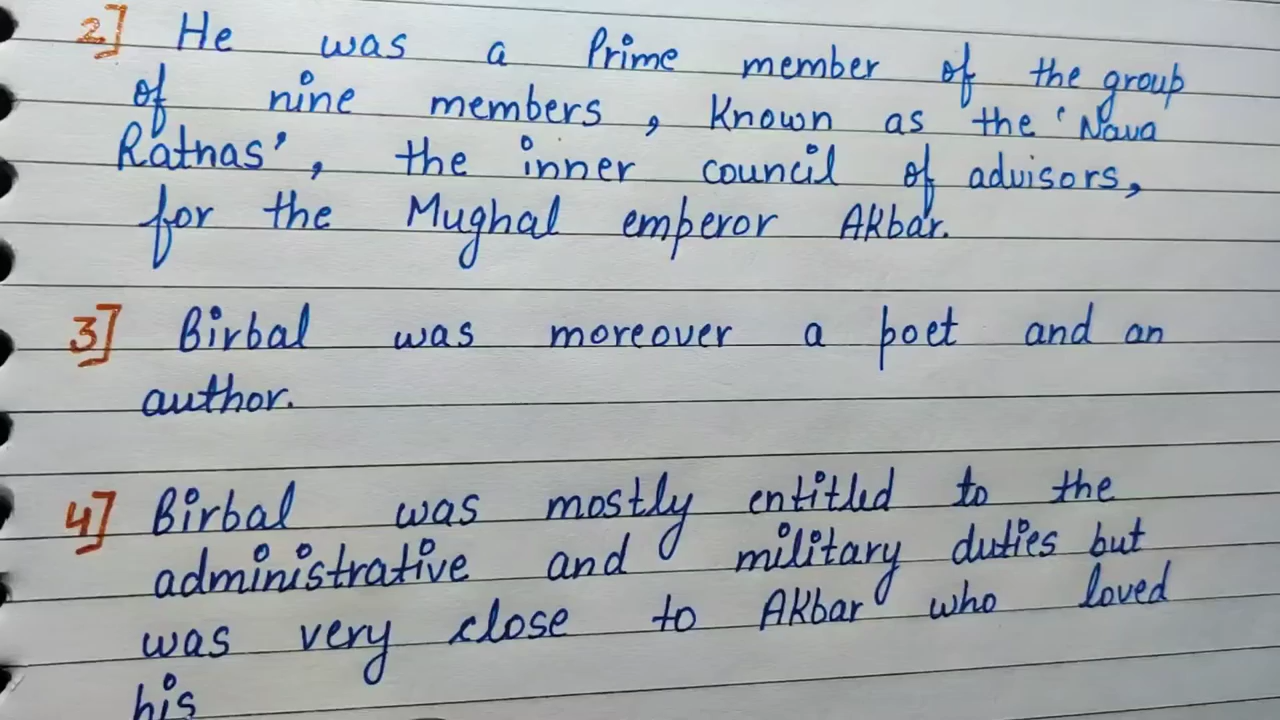 2] He was a Prime member of the group
of nine members, Known as the 'Nava
Ratnas', the inner council of advisors,
for the Mughal emperor Akbar.
3] Birbal was moreover a poet and an
author.
4] Birbal was mostly entitled to the
administrative and military duties but
was very close to Akbar who loved
his